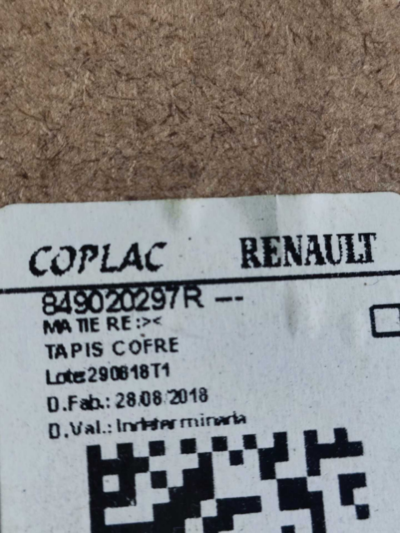 COPLAC RENAULT
849020297R ---
MATIERE:><
TAPIS COFRE
Lote:290818T1
D.Fab.: 28/08/2018
D.Val.: Indeterminada